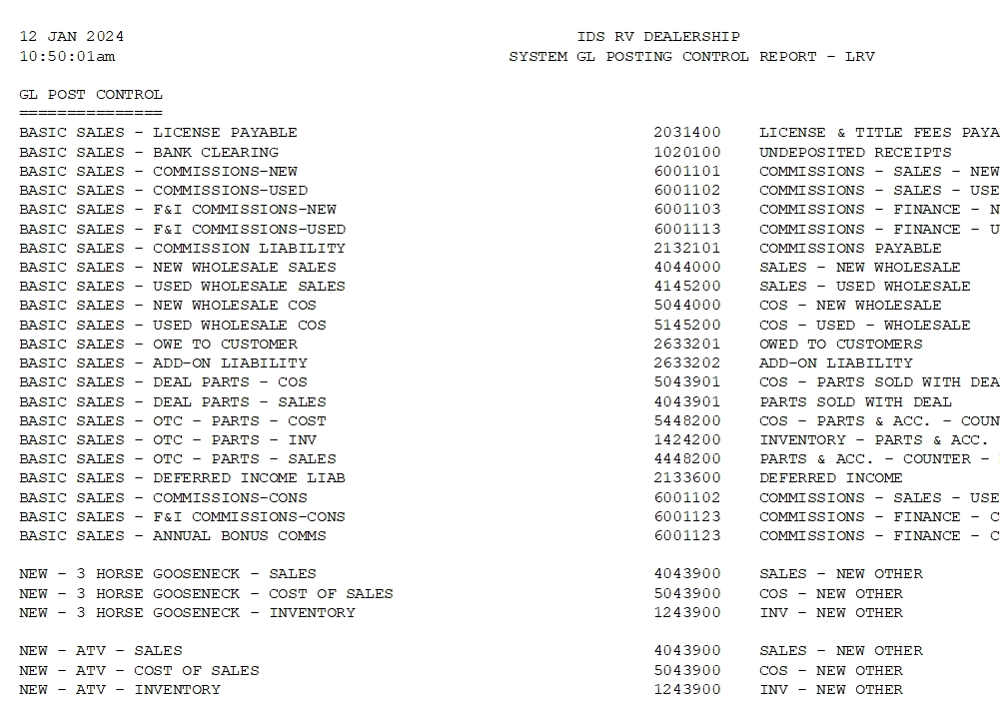 12 JAN 2024 IDS RV DEALERSHIP
10:50:01am SYSTEM GL POSTING CONTROL REPORT - LRV
GL POST CONTROL
===============
BASIC SALES - LICENSE PAYABLE 2031400 LICENSE & TITLE FEES PAYA
BASIC SALES - BANK CLEARING 1020100 UNDEPOSITED RECEIPTS
BASIC SALES - COMMISSIONS-NEW 6001101 COMMISSIONS - SALES - NEW
BASIC SALES - COMMISSIONS-USED 6001102 COMMISSIONS - SALES - USE
BASIC SALES - F&I COMMISSIONS-NEW 6001103 COMMISSIONS - FINANCE - N
BASIC SALES - F&I COMMISSIONS-USED 6001113 COMMISSIONS - FINANCE - U
BASIC SALES - COMMISSION LIABILITY 2132101 COMMISSIONS PAYABLE
BASIC SALES - NEW WHOLESALE SALES 4044000 SALES - NEW WHOLESALE
BASIC SALES - USED WHOLESALE SALES 4145200 SALES - USED WHOLESALE
BASIC SALES - NEW WHOLESALE COS 5044000 COS - NEW WHOLESALE
BASIC SALES - USED WHOLESALE COS 5145200 COS - USED - WHOLESALE
BASIC SALES - OWE TO CUSTOMER 2633201 OWED TO CUSTOMERS
BASIC SALES - ADD-ON LIABILITY 2633202 ADD-ON LIABILITY
BASIC SALES - DEAL PARTS - COS 5043901 COS - PARTS SOLD WITH DEA
BASIC SALES - DEAL PARTS - SALES 4043901 PARTS SOLD WITH DEAL
BASIC SALES - OTC - PARTS - COST 5448200 COS - PARTS & ACC. - COUN
BASIC SALES - OTC - PARTS - INV 1424200 INVENTORY - PARTS & ACC.
BASIC SALES - OTC - PARTS - SALES 4448200 PARTS & ACC. - COUNTER -
BASIC SALES - DEFERRED INCOME LIAB 2133600 DEFERRED INCOME
BASIC SALES - COMMISSIONS-CONS 6001102 COMMISSIONS - SALES - USE
BASIC SALES - F&I COMMISSIONS-CONS 6001123 COMMISSIONS - FINANCE - C
BASIC SALES - ANNUAL BONUS COMMS 6001123 COMMISSIONS - FINANCE - C
NEW - 3 HORSE GOOSENECK - SALES 4043900 SALES - NEW OTHER
NEW - 3 HORSE GOOSENECK - COST OF SALES 5043900 COS - NEW OTHER
NEW - 3 HORSE GOOSENECK - INVENTORY 1243900 INV - NEW OTHER
NEW - ATV - SALES 4043900 SALES - NEW OTHER
NEW - ATV - COST OF SALES 5043900 COS - NEW OTHER
NEW - ATV - INVENTORY 1243900 INV - NEW OTHER